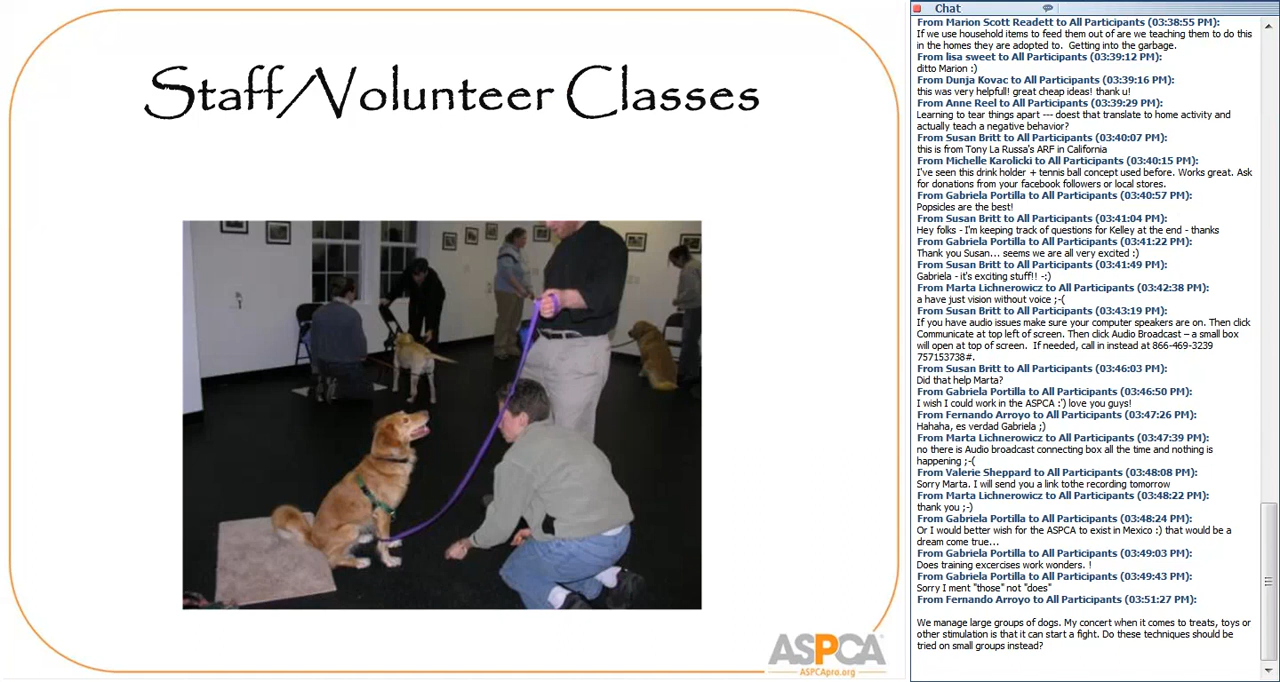 Staff/Volunteer Classes
ASPCA
ASPCApro.org
Chat
From Marion Scott Readett to All Participants (03:38:55 PM):
If we use household items to feed them out of are we teaching them to do this
in the homes they are adopted to.  Getting into the garbage.
From lisa sweet to All Participants (03:39:12 PM):
ditto Marion :)
From Dunja Kovac to All Participants (03:39:16 PM):
this was very helpfull! great cheap ideas! thank u!
From Anne Reel to All Participants (03:39:29 PM):
Learning to tear things apart --- doest that translate to home activity and
actually teach a negative behavior?
From Susan Britt to All Participants (03:40:07 PM):
this is from Tony La Russa's ARF in California
From Michelle Karolicki to All Participants (03:40:15 PM):
I've seen this drink holder + tennis ball concept used before. Works great. Ask
for donations from your facebook followers or local stores.
From Gabriela Portilla to All Participants (03:40:57 PM):
Popsicles are the best!
From Susan Britt to All Participants (03:41:04 PM):
Hey folks - I'm keeping track of questions for Kelley at the end - thanks
From Gabriela Portilla to All Participants (03:41:22 PM):
Thank you Susan... seems we are all very excited :)
From Susan Britt to All Participants (03:41:49 PM):
Gabriela - it's exciting stuff!! -:)
From Marta Lichnerowicz to All Participants (03:42:38 PM):
a have just vision without voice ;-(
From Susan Britt to All Participants (03:43:19 PM):
If you have audio issues make sure your computer speakers are on. Then click
Communicate at top left of screen. Then click Audio Broadcast – a small box
will open at top of screen.  If needed, call in instead at 866-469-3239
757153738#.
From Susan Britt to All Participants (03:46:03 PM):
Did that help Marta?
From Gabriela Portilla to All Participants (03:46:50 PM):
I wish I could work in the ASPCA :') love you guys!
From Fernando Arroyo to All Participants (03:47:26 PM):
Hahaha, es verdad Gabriela ;)
From Marta Lichnerowicz to All Participants (03:47:39 PM):
no there is Audio broadcast connecting box all the time and nothing is
happening ;-(
From Valerie Sheppard to All Participants (03:48:08 PM):
Sorry Marta. I will send you a link tothe recording tomorrow
From Marta Lichnerowicz to All Participants (03:48:22 PM):
thank you ;-)
From Gabriela Portilla to All Participants (03:48:24 PM):
Or I would better wish for the ASPCA to exist in Mexico :) that would be a
dream come true...
From Gabriela Portilla to All Participants (03:49:03 PM):
Does training excercises work wonders. !
From Gabriela Portilla to All Participants (03:49:43 PM):
Sorry I ment "those" not "does"
From Fernando Arroyo to All Participants (03:51:27 PM):
We manage large groups of dogs. My concert when it comes to treats, toys or
other stimulation is that it can start a fight. Do these techniques should be
tried on small groups instead?